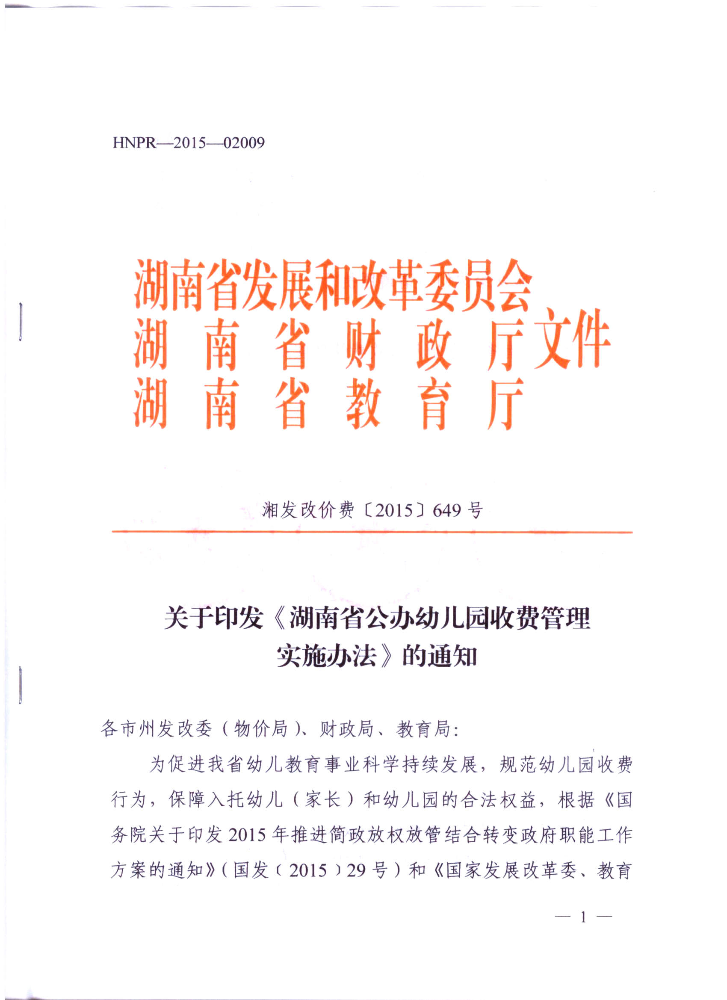 HNPR—2015—02009
湖南省发展和改革委员会
湖南省财政厅文件
湖南省教育厅
湘发改价费〔2015〕649号
关于印发《湖南省公办幼儿园收费管理
实施办法》的通知
各市州发改委（物价局）、财政局、教育局：
为促进我省幼儿教育事业科学持续发展，规范幼儿园收费
行为，保障入托幼儿（家长）和幼儿园的合法权益，根据《国
务院关于印发2015年推进简政放权放管结合转变政府职能工作
方案的通知》（国发﹝2015﹞29号）和《国家发展改革委、教育
— 1 —